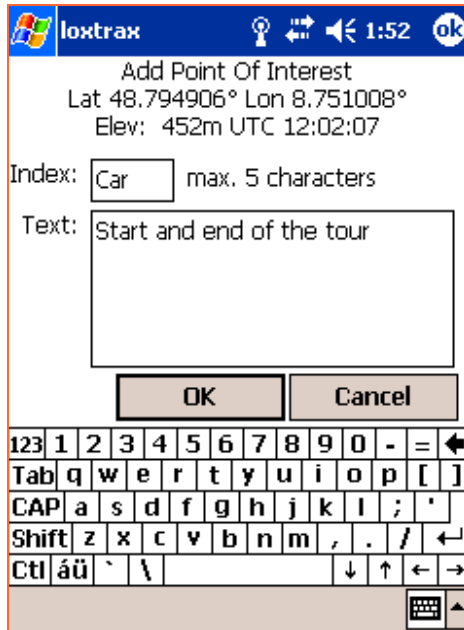 loxtrax 1:52 ok
Add Point Of Interest
Lat 48.794906° Lon 8.751008°
Elev: 452m UTC 12:02:07
Index: Car max. 5 characters
Text: Start and end of the tour
OK Cancel
123 1 2 3 4 5 6 7 8 9 0 - = ←
Tab q w e r t y u i o p [ ]
CAP a s d f g h j k l ; '
Shift z x c v b n m , . / ↵
Ctl áü ` \ ↓ ↑ ← →